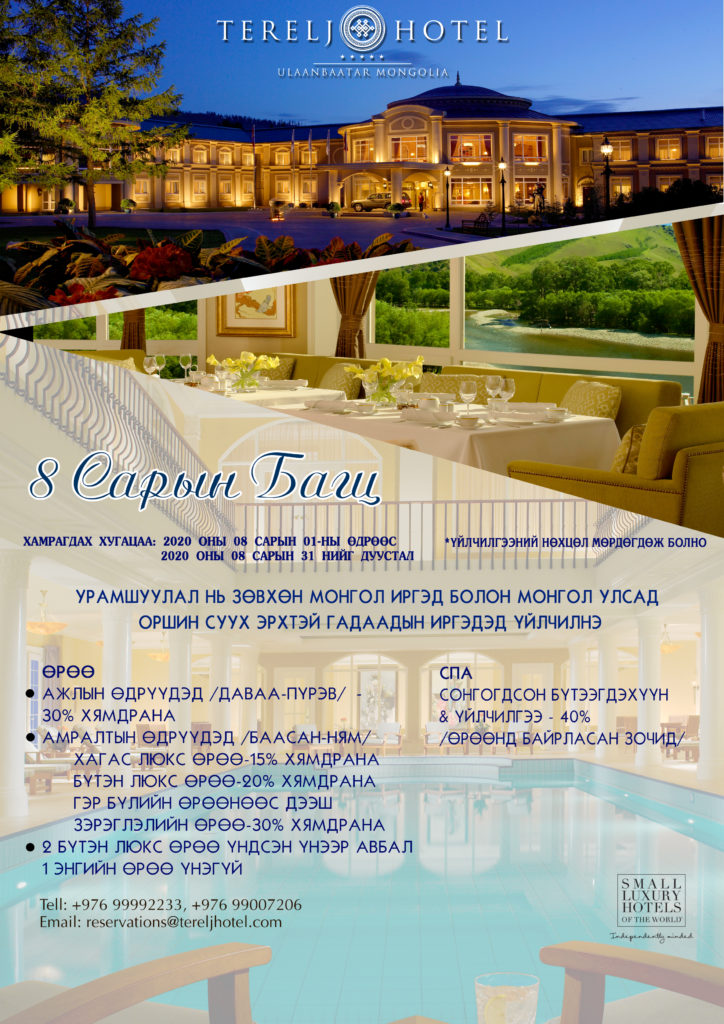 TERELJ HOTEL
ULAANBAATAR MONGOLIA
8 Сарын Багц
ХАМРАГДАХ ХУГАЦАА: 2020 ОНЫ 08 САРЫН 01-НЫ ӨДРӨӨС
2020 ОНЫ 08 САРЫН 31 НИЙГ ДУУСТАЛ
*ҮЙЛЧИЛГЭЭНИЙ НӨХЦӨЛ МӨРДӨГДӨЖ БОЛНО
УРАМШУУЛАЛ НЬ ЗӨВХӨН МОНГОЛ ИРГЭД БОЛОН МОНГОЛ УЛСАД
ОРШИН СУУХ ЭРХТЭЙ ГАДААДЫН ИРГЭДЭД ҮЙЛЧИЛНЭ
ӨРӨӨ
● АЖЛЫН ӨДРҮҮДЭД /ДАВАА-ПҮРЭВ/ -
30% ХЯМДРАНА
● АМРАЛТЫН ӨДРҮҮДЭД /БААСАН-НЯМ/
ХАГАС ЛЮКС ӨРӨӨ-15% ХЯМДРАНА
БҮТЭН ЛЮКС ӨРӨӨ-20% ХЯМДРАНА
ГЭР БҮЛИЙН ӨРӨӨНӨӨС ДЭЭШ
ЗЭРЭГЛЭЛИЙН ӨРӨӨ-30% ХЯМДРАНА
● 2 БҮТЭН ЛЮКС ӨРӨӨ ҮНДСЭН ҮНЭЭР АВБАЛ
1 ЭНГИЙН ӨРӨӨ ҮНЭГҮЙ
СПА
СОНГОГДСОН БҮТЭЭГДЭХҮҮН
& ҮЙЛЧИЛГЭЭ - 40%
/ӨРӨӨНД БАЙРЛАСАН ЗОЧИД/
Tell: +976 99992233, +976 99007206
Email: reservations@tereljhotel.com
SMALL
LUXURY
HOTELS
OF THE WORLD
Independently minded